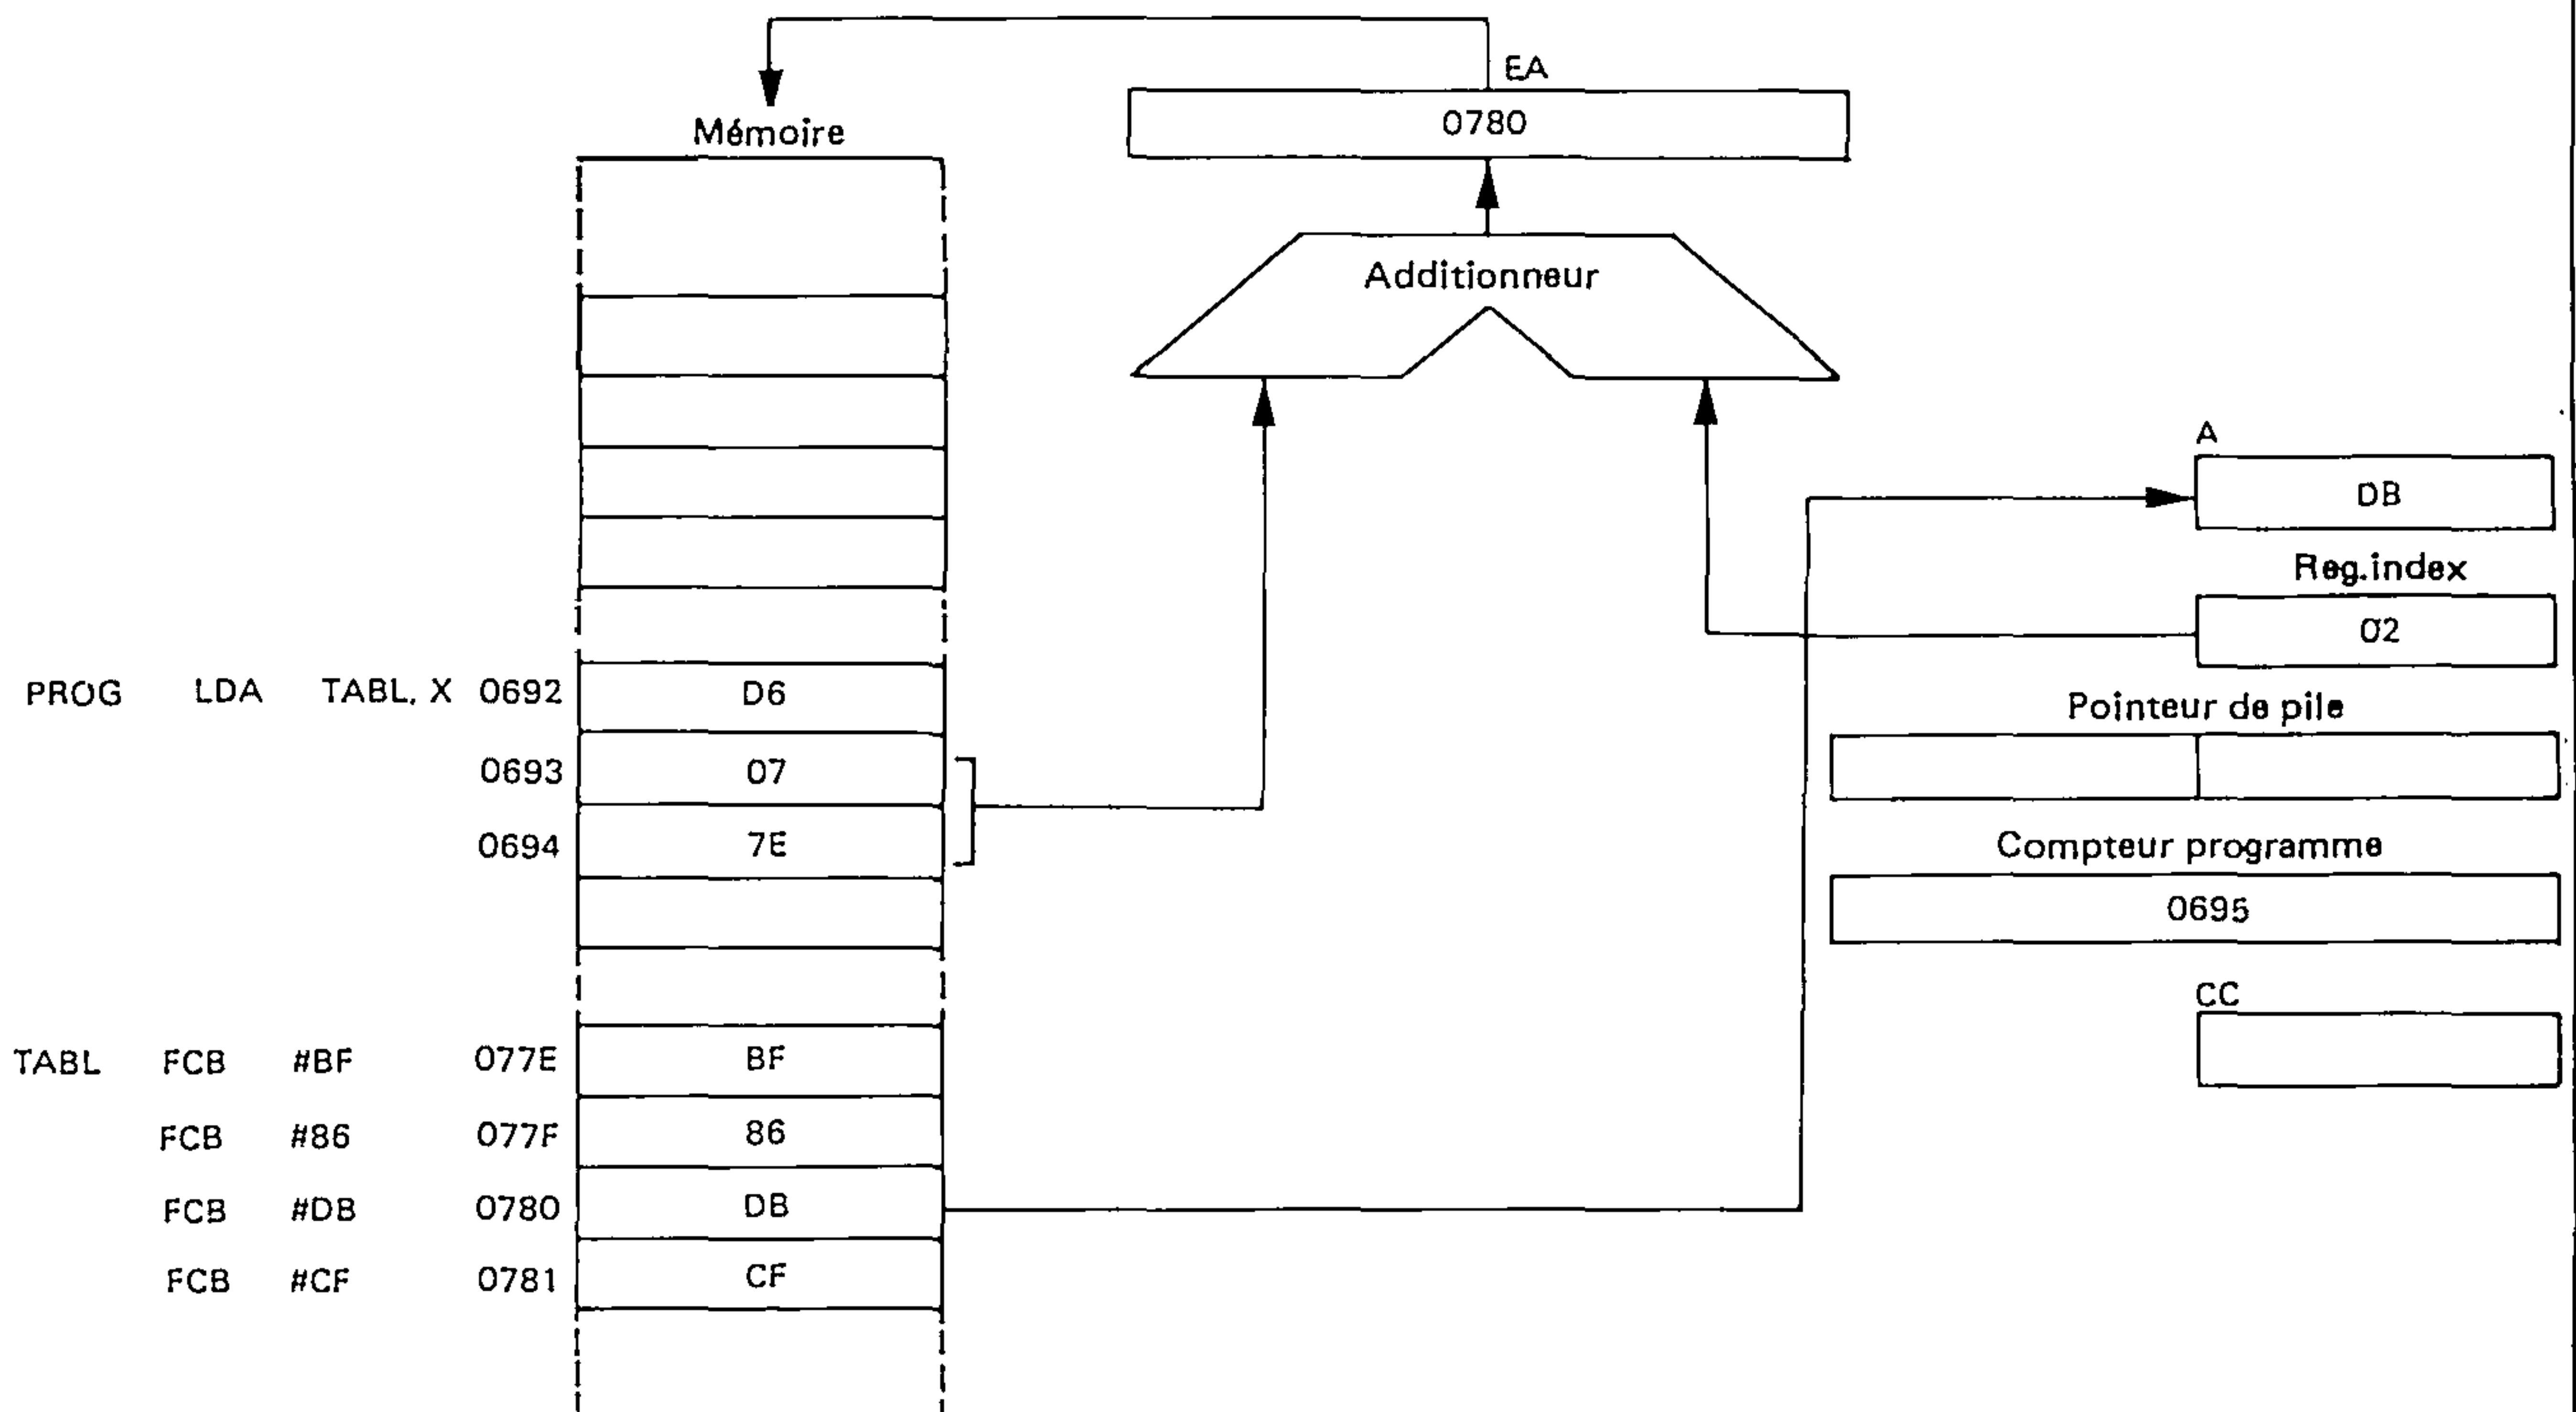 EA
0780
Mémoire
Additionneur
A
DB
Reg.index
02
PROG LDA TABL, X 0692 D6
Pointeur de pile
0693 07
0694 7E
Compteur programme
0695
CC
TABL FCB #BF 077E BF
FCB #86 077F 86
FCB #DB 0780 DB
FCB #CF 0781 CF